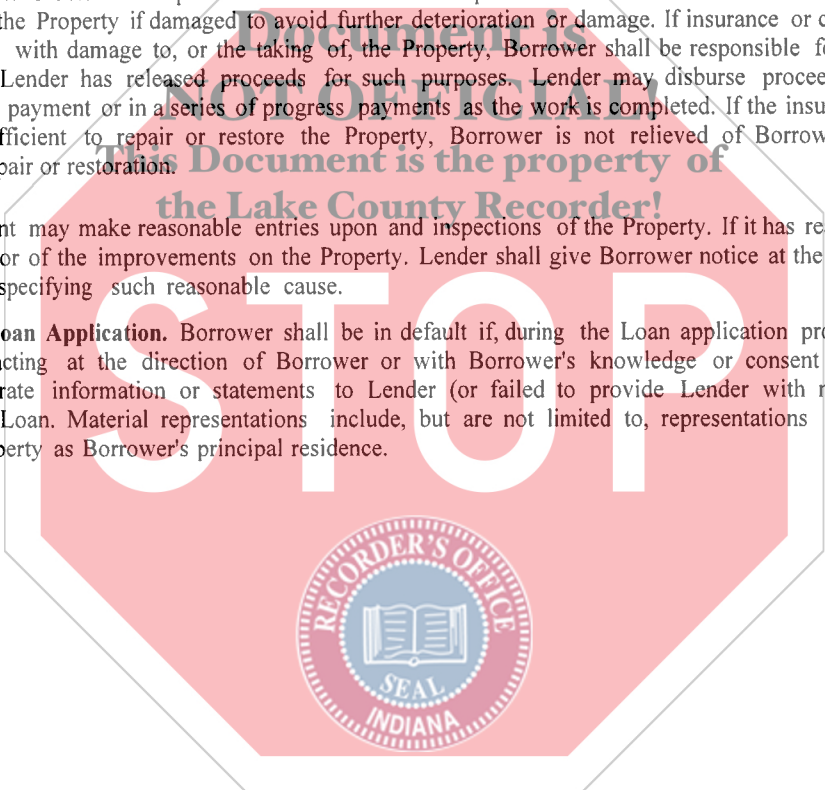 the Property if damaged to avoid further deterioration or damage. If insurance or c
Document is
with damage to, or the taking of, the Property, Borrower shall be responsible f
Lender has released proceeds for such purposes. Lender may disburse procee
NOT OFFICIAL!
payment or in a series of progress payments as the work is completed. If the insu
fficient to repair or restore the Property, Borrower is not relieved of Borrow
This Document is the property of
pair or restoration.
the Lake County Recorder!
nt may make reasonable entries upon and inspections of the Property. If it has re
or of the improvements on the Property. Lender shall give Borrower notice at the
specifying such reasonable cause.
oan Application. Borrower shall be in default if, during the Loan application pro
acting at the direction of Borrower or with Borrower's knowledge or consent
rate information or statements to Lender (or failed to provide Lender with
Loan. Material representations include, but are not limited to, representations
perty as Borrower's principal residence.
STOP
RECORDER'S OFFICE
SEAL
INDIANA